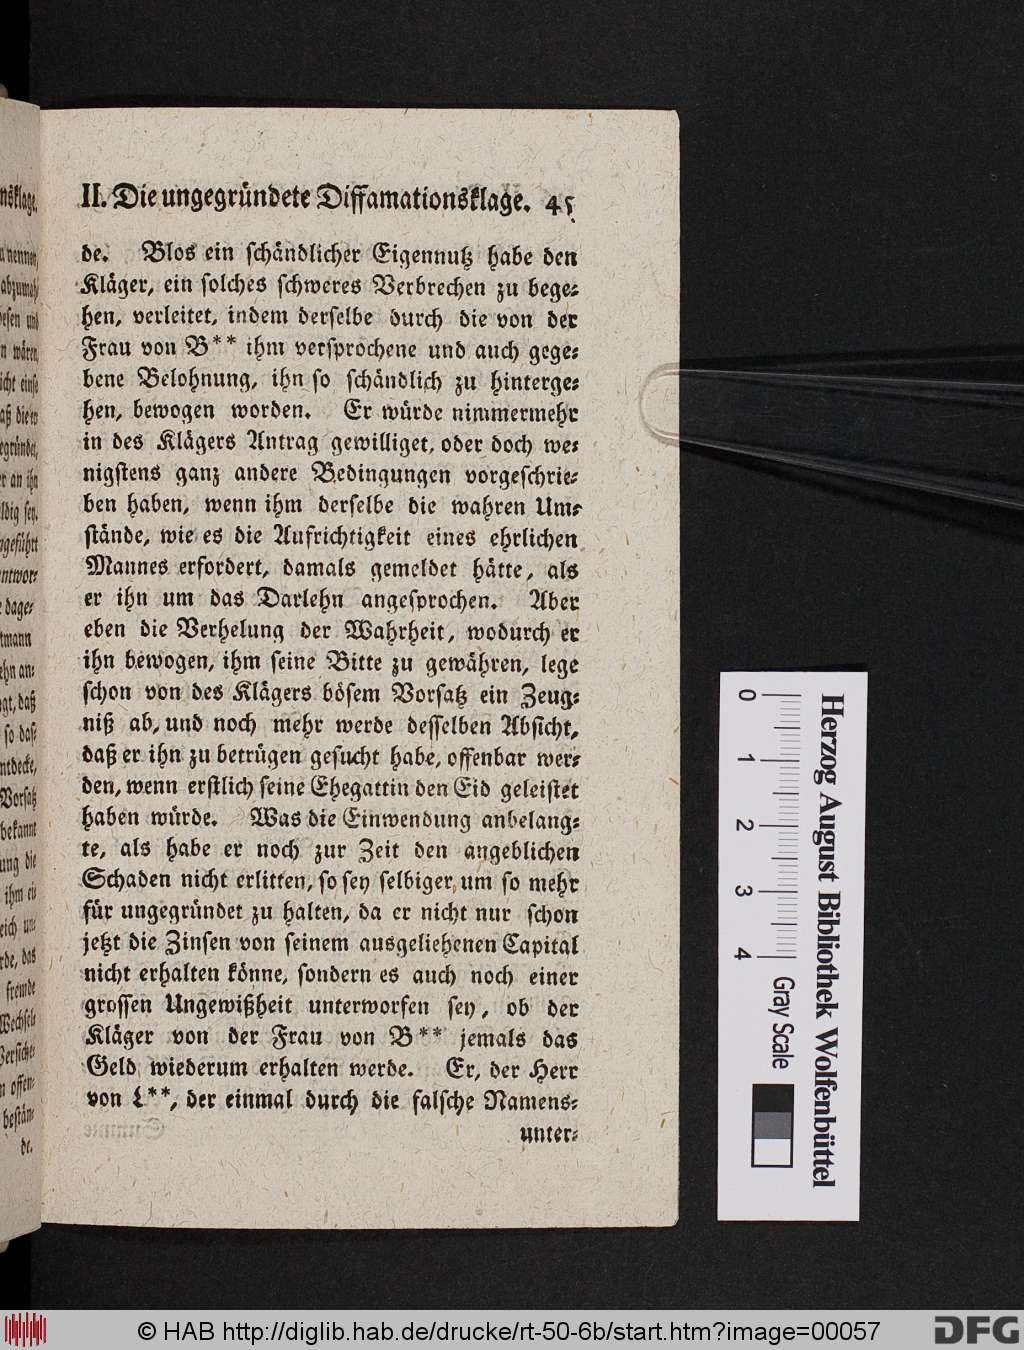 II. Die ungegründete Diffamationsklage. 45
de. Blos ein schändlicher Eigennutz habe den
Kläger, ein solches schweres Verbrechen zu bege-
hen, verleitet, indem derselbe durch die von der
Frau von B** ihm versprochene und auch gege-
bene Belohnung, ihn so schändlich zu hinterge-
hen, bewogen worden. Er würde nimmermehr
in des Klägers Antrag gewilliget, oder doch we-
nigstens ganz andere Bedingungen vorgeschrie-
ben haben, wenn ihm derselbe die wahren Um-
stände, wie es die Aufrichtigkeit eines ehrlichen
Mannes erfordert, damals gemeldet hätte, als
er ihn um das Darlehn angesprochen. Aber
eben die Verhelung der Wahrheit, wodurch er
ihn bewogen, ihm seine Bitte zu gewähren, lege
schon von des Klägers bösem Vorsatz ein Zeug-
niß ab, und noch mehr werde desselben Absicht,
daß er ihn zu betrügen gesucht habe, offenbar wer-
den, wenn erstlich seine Ehegattin den Eid geleistet
haben würde. Was die Einwendung anbelang-
te, als habe er noch zur Zeit den angeblichen
Schaden nicht erlitten, so sey selbiger um so mehr
für ungegründet zu halten, da er nicht nur schon
jetzt die Zinsen von seinem ausgeliehenen Capital
nicht erhalten könne, sondern es auch noch einer
grossen Ungewißheit unterworfen sey, ob der
Kläger von der Frau von B** jemals das
Geld wiederum erhalten werde. Er, der Herr
von L**, der einmal durch die falsche Namens-
unter-
Herzog August Bibliothek Wolfenbüttel
0 1 2 3 4 Gray Scale
© HAB http://diglib.hab.de/drucke/rt-50-6b/start.htm?image=00057
DFG